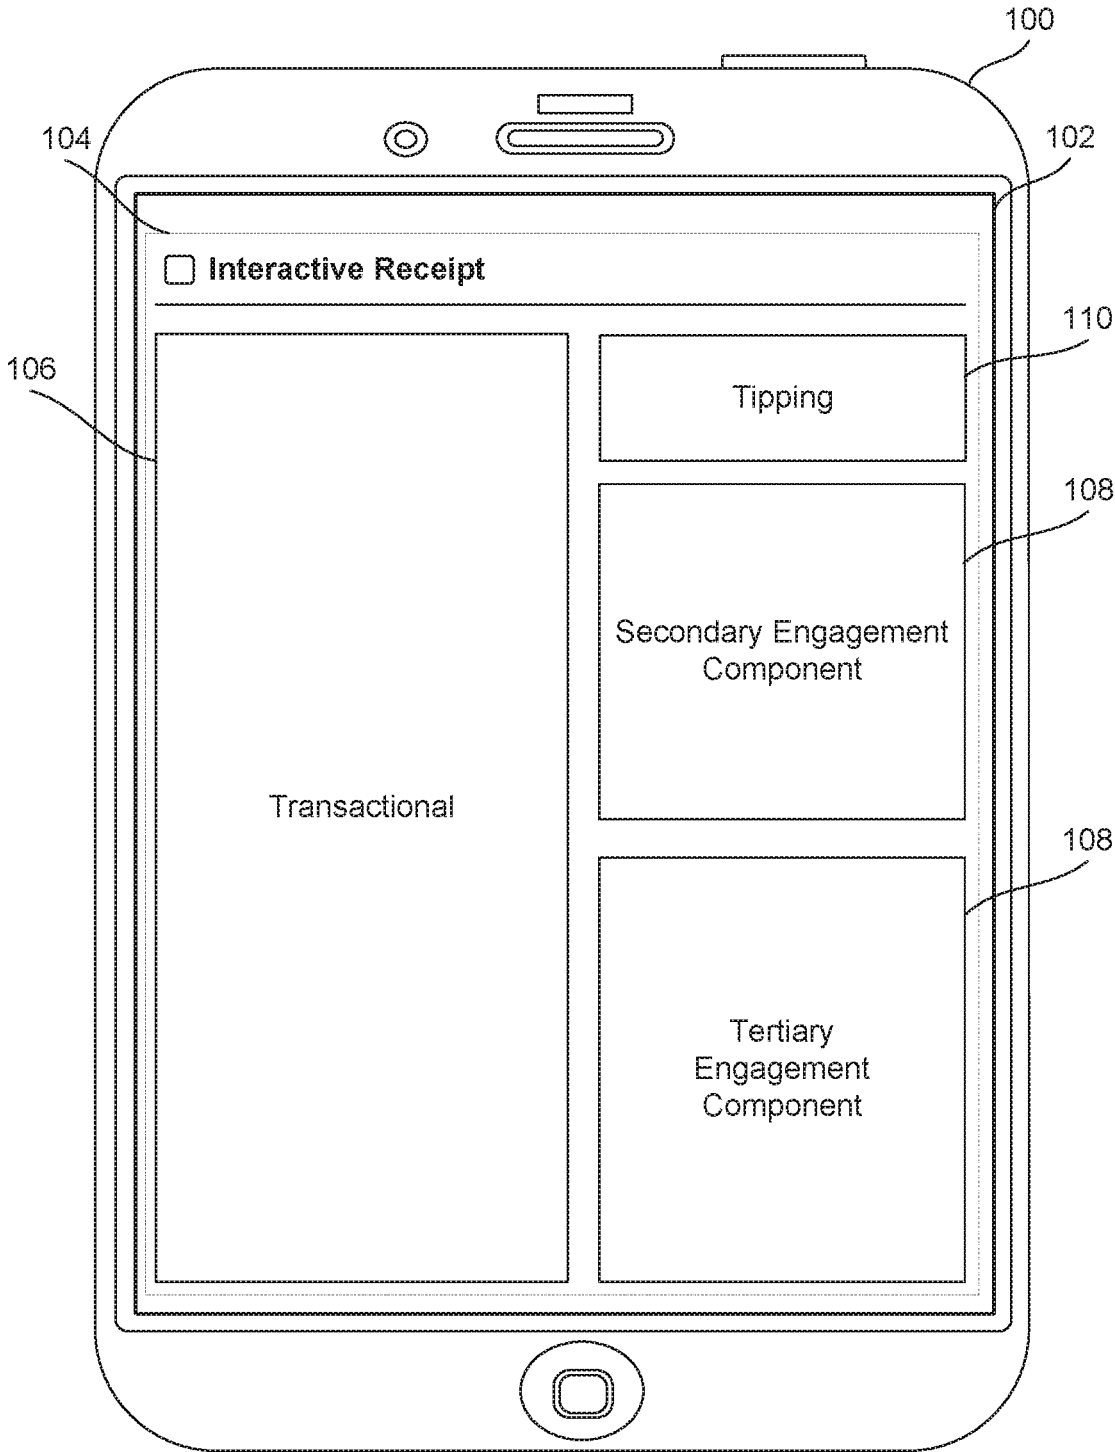 100
104
102
Interactive Receipt
110
106
Tipping
108
Secondary Engagement
Component
Transactional
108
Tertiary
Engagement
Component